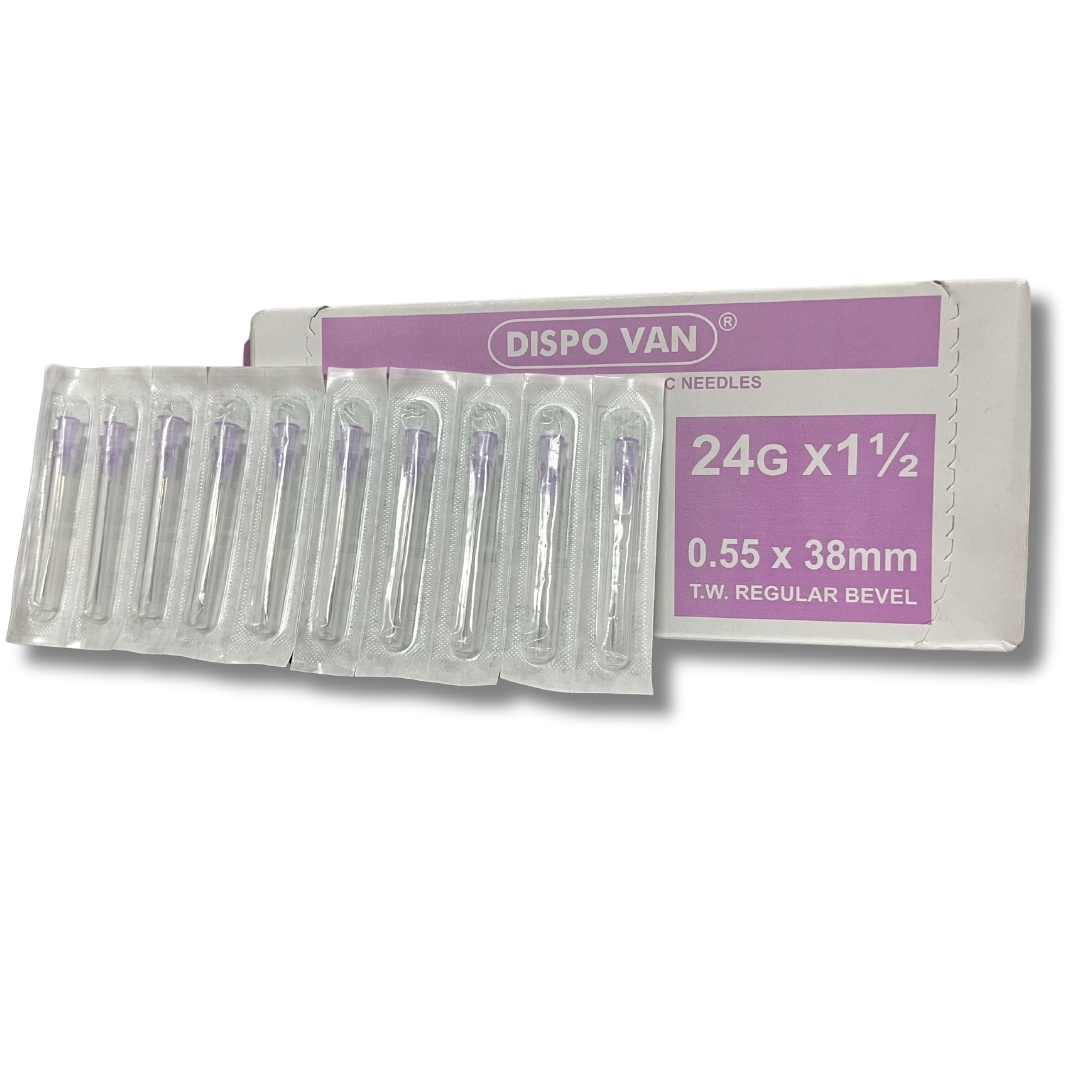 DISPO VAN ®
C NEEDLES
24G x1½
0.55 x 38mm
T.W. REGULAR BEVEL